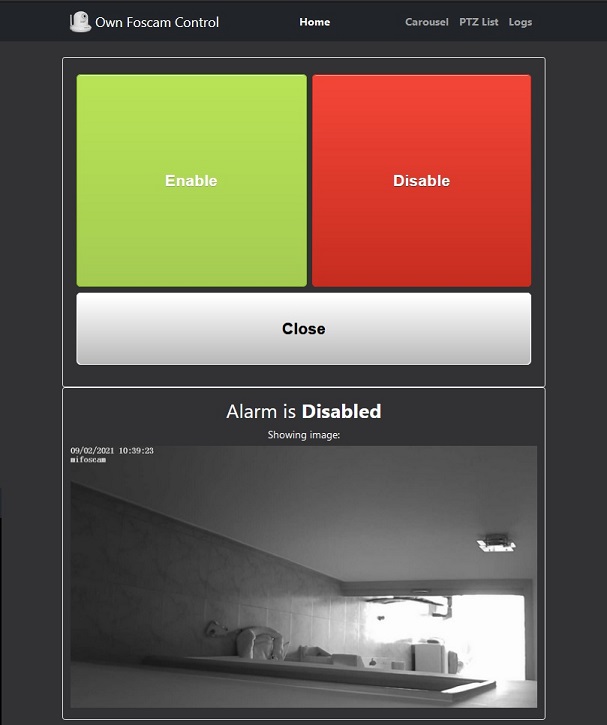 Own Foscam Control Home Carousel PTZ List Logs
Enable Disable
Close
Alarm is Disabled
Showing image:
09/02/2021 10:39:23
mifoscam